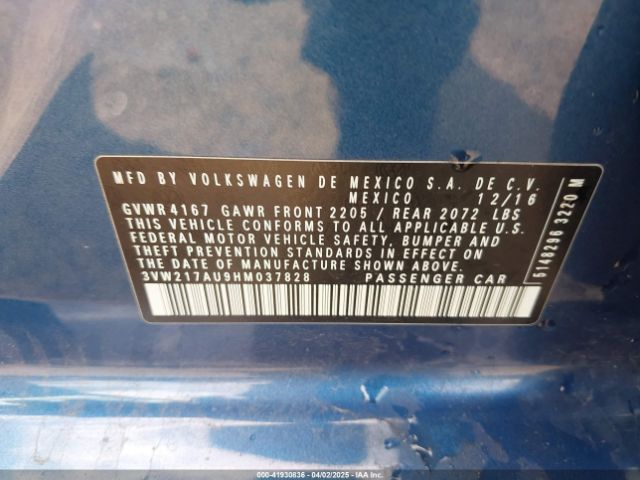 MFD BY VOLKSWAGEN DE MEXICO S.A. DE C.V.
MEXICO 12/16
GVWR 4167 GAWR FRONT 2205 / REAR 2072 LBS
THIS VEHICLE CONFORMS TO ALL APPLICABLE U.S.
FEDERAL MOTOR VEHICLE SAFETY, BUMPER AND
THEFT PREVENTION STANDARDS IN EFFECT ON
THE DATE OF MANUFACTURE SHOWN ABOVE.
3VW217AU9HM037828 PASSENGER CAR
5148296 3220 M
000-41930636 - 04/02/2025 - IAA Inc.